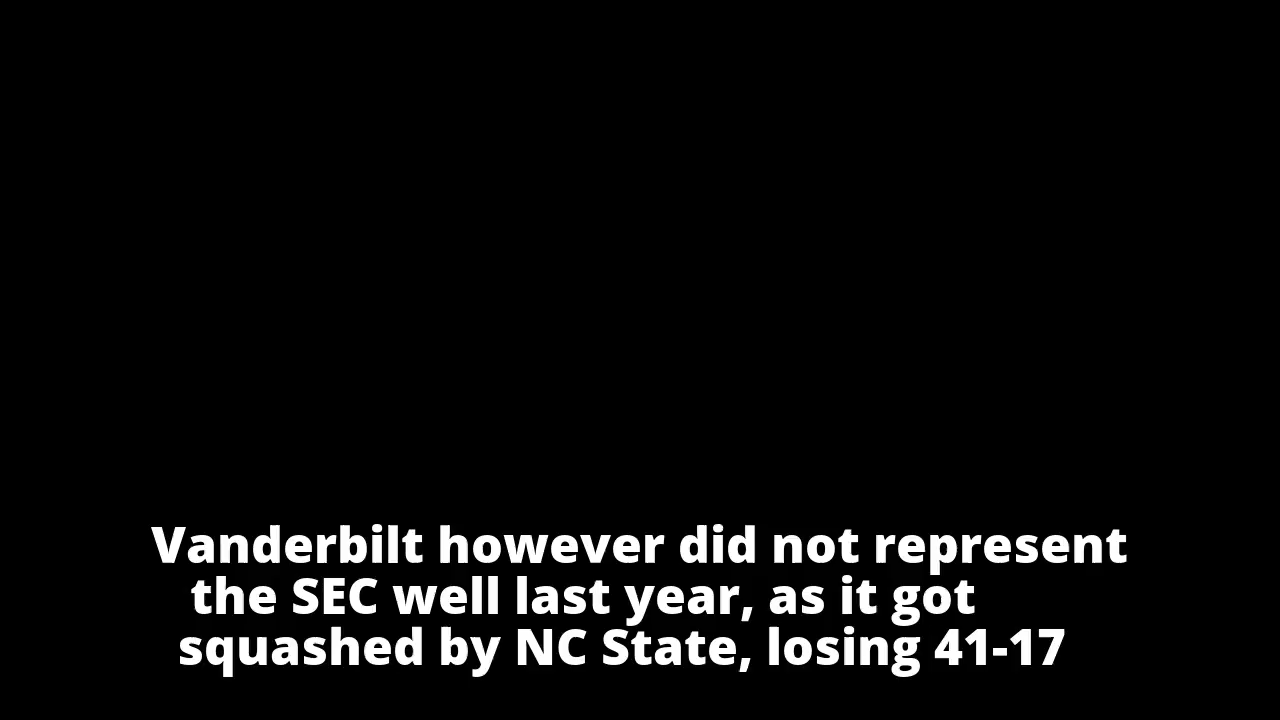 Vanderbilt however did not represent
the SEC well last year, as it got
squashed by NC State, losing 41-17